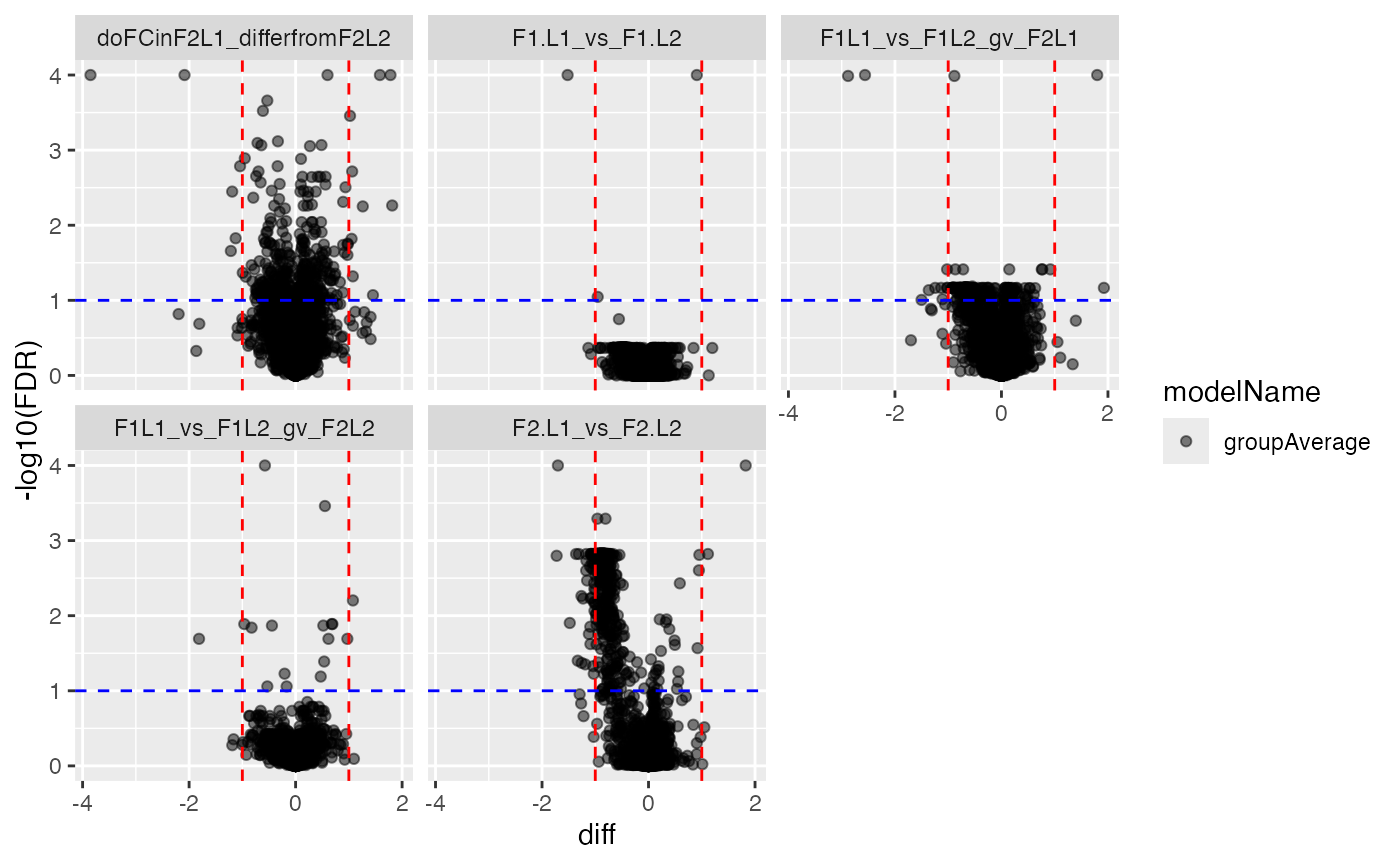 doFCinF2L1_differfromF2L2
F1.L1_vs_F1.L2
F1L1_vs_F1L2_gv_F2L1
4
3
2
1
0
-4
-2
0
2
F1L1_vs_F1L2_gv_F2L2
F2.L1_vs_F2.L2
4
3
2
1
0
-4
-2
0
2
-4
-2
0
2
diff
-log10(FDR)
modelName
groupAverage